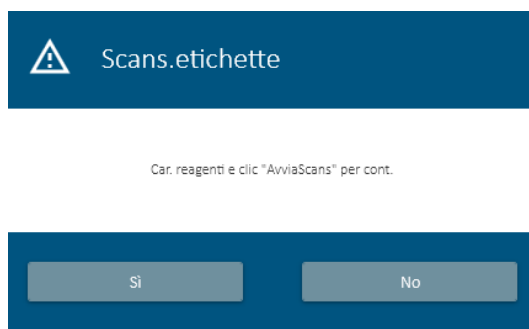 Scans.etichette
Car. reagenti e clic "AvviaScans" per cont.
Sì
No